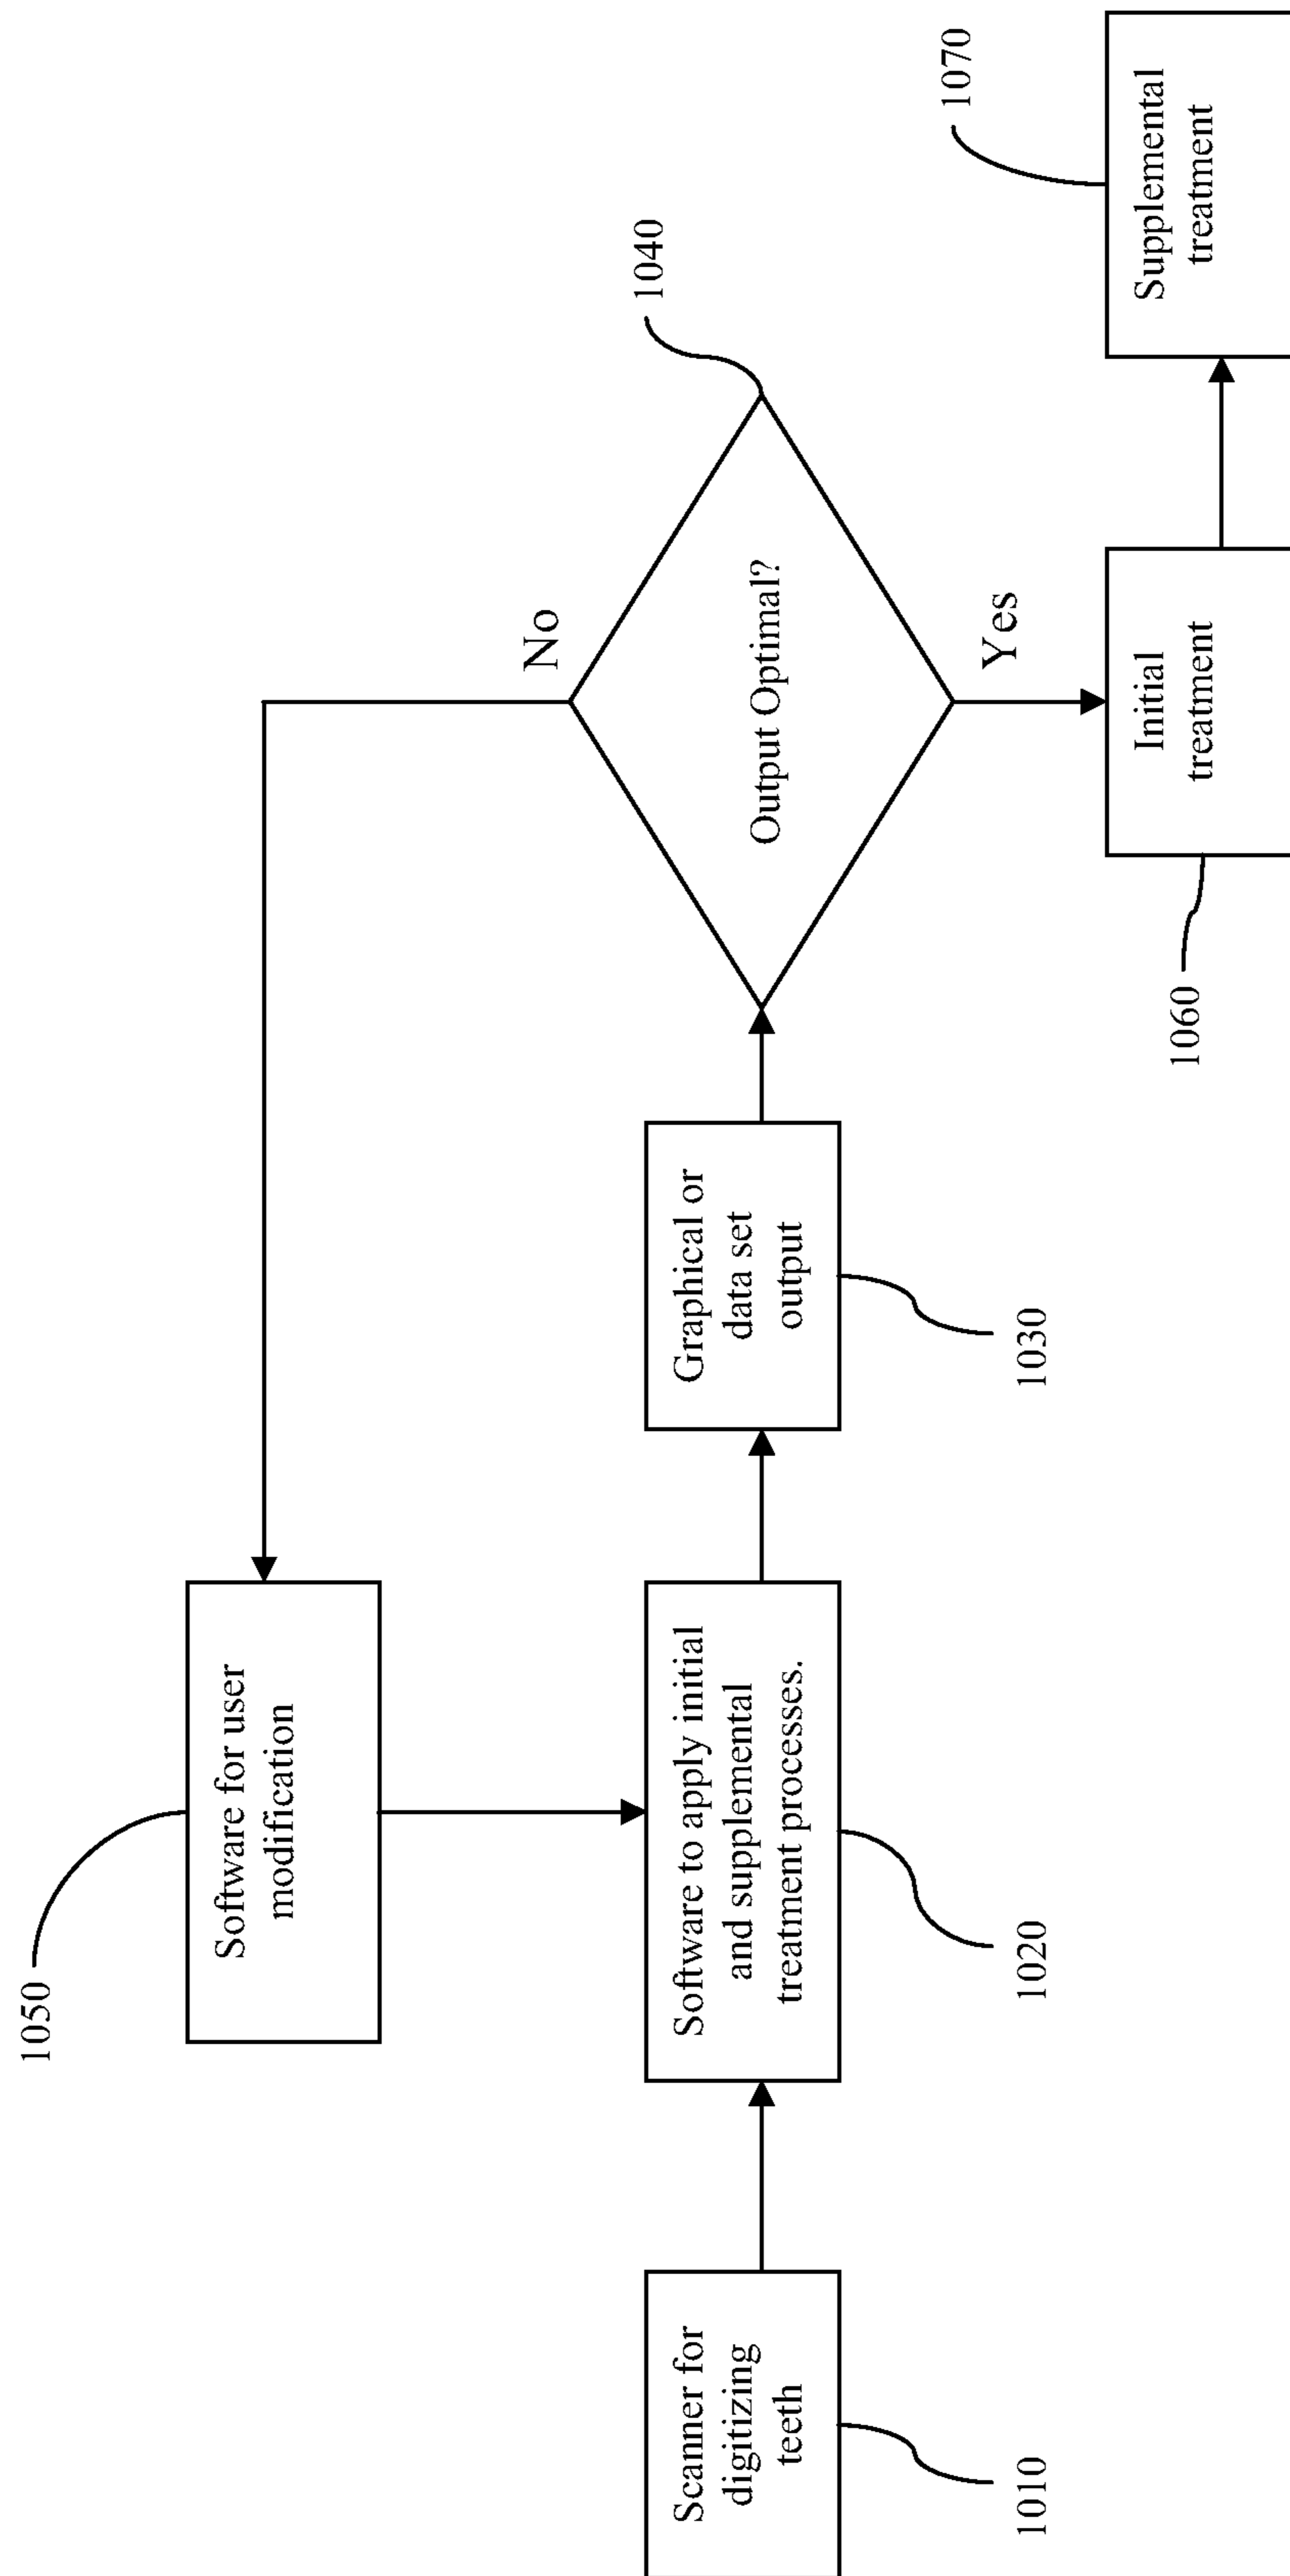 1050
Software for user
modification
No
1040
Scanner for
digitizing
teeth
1010
Software to apply initial
and supplemental
treatment processes.
1020
Graphical or
data set
output
1030
Output Optimal?
Yes
1060
Initial
treatment
1070
Supplemental
treatment